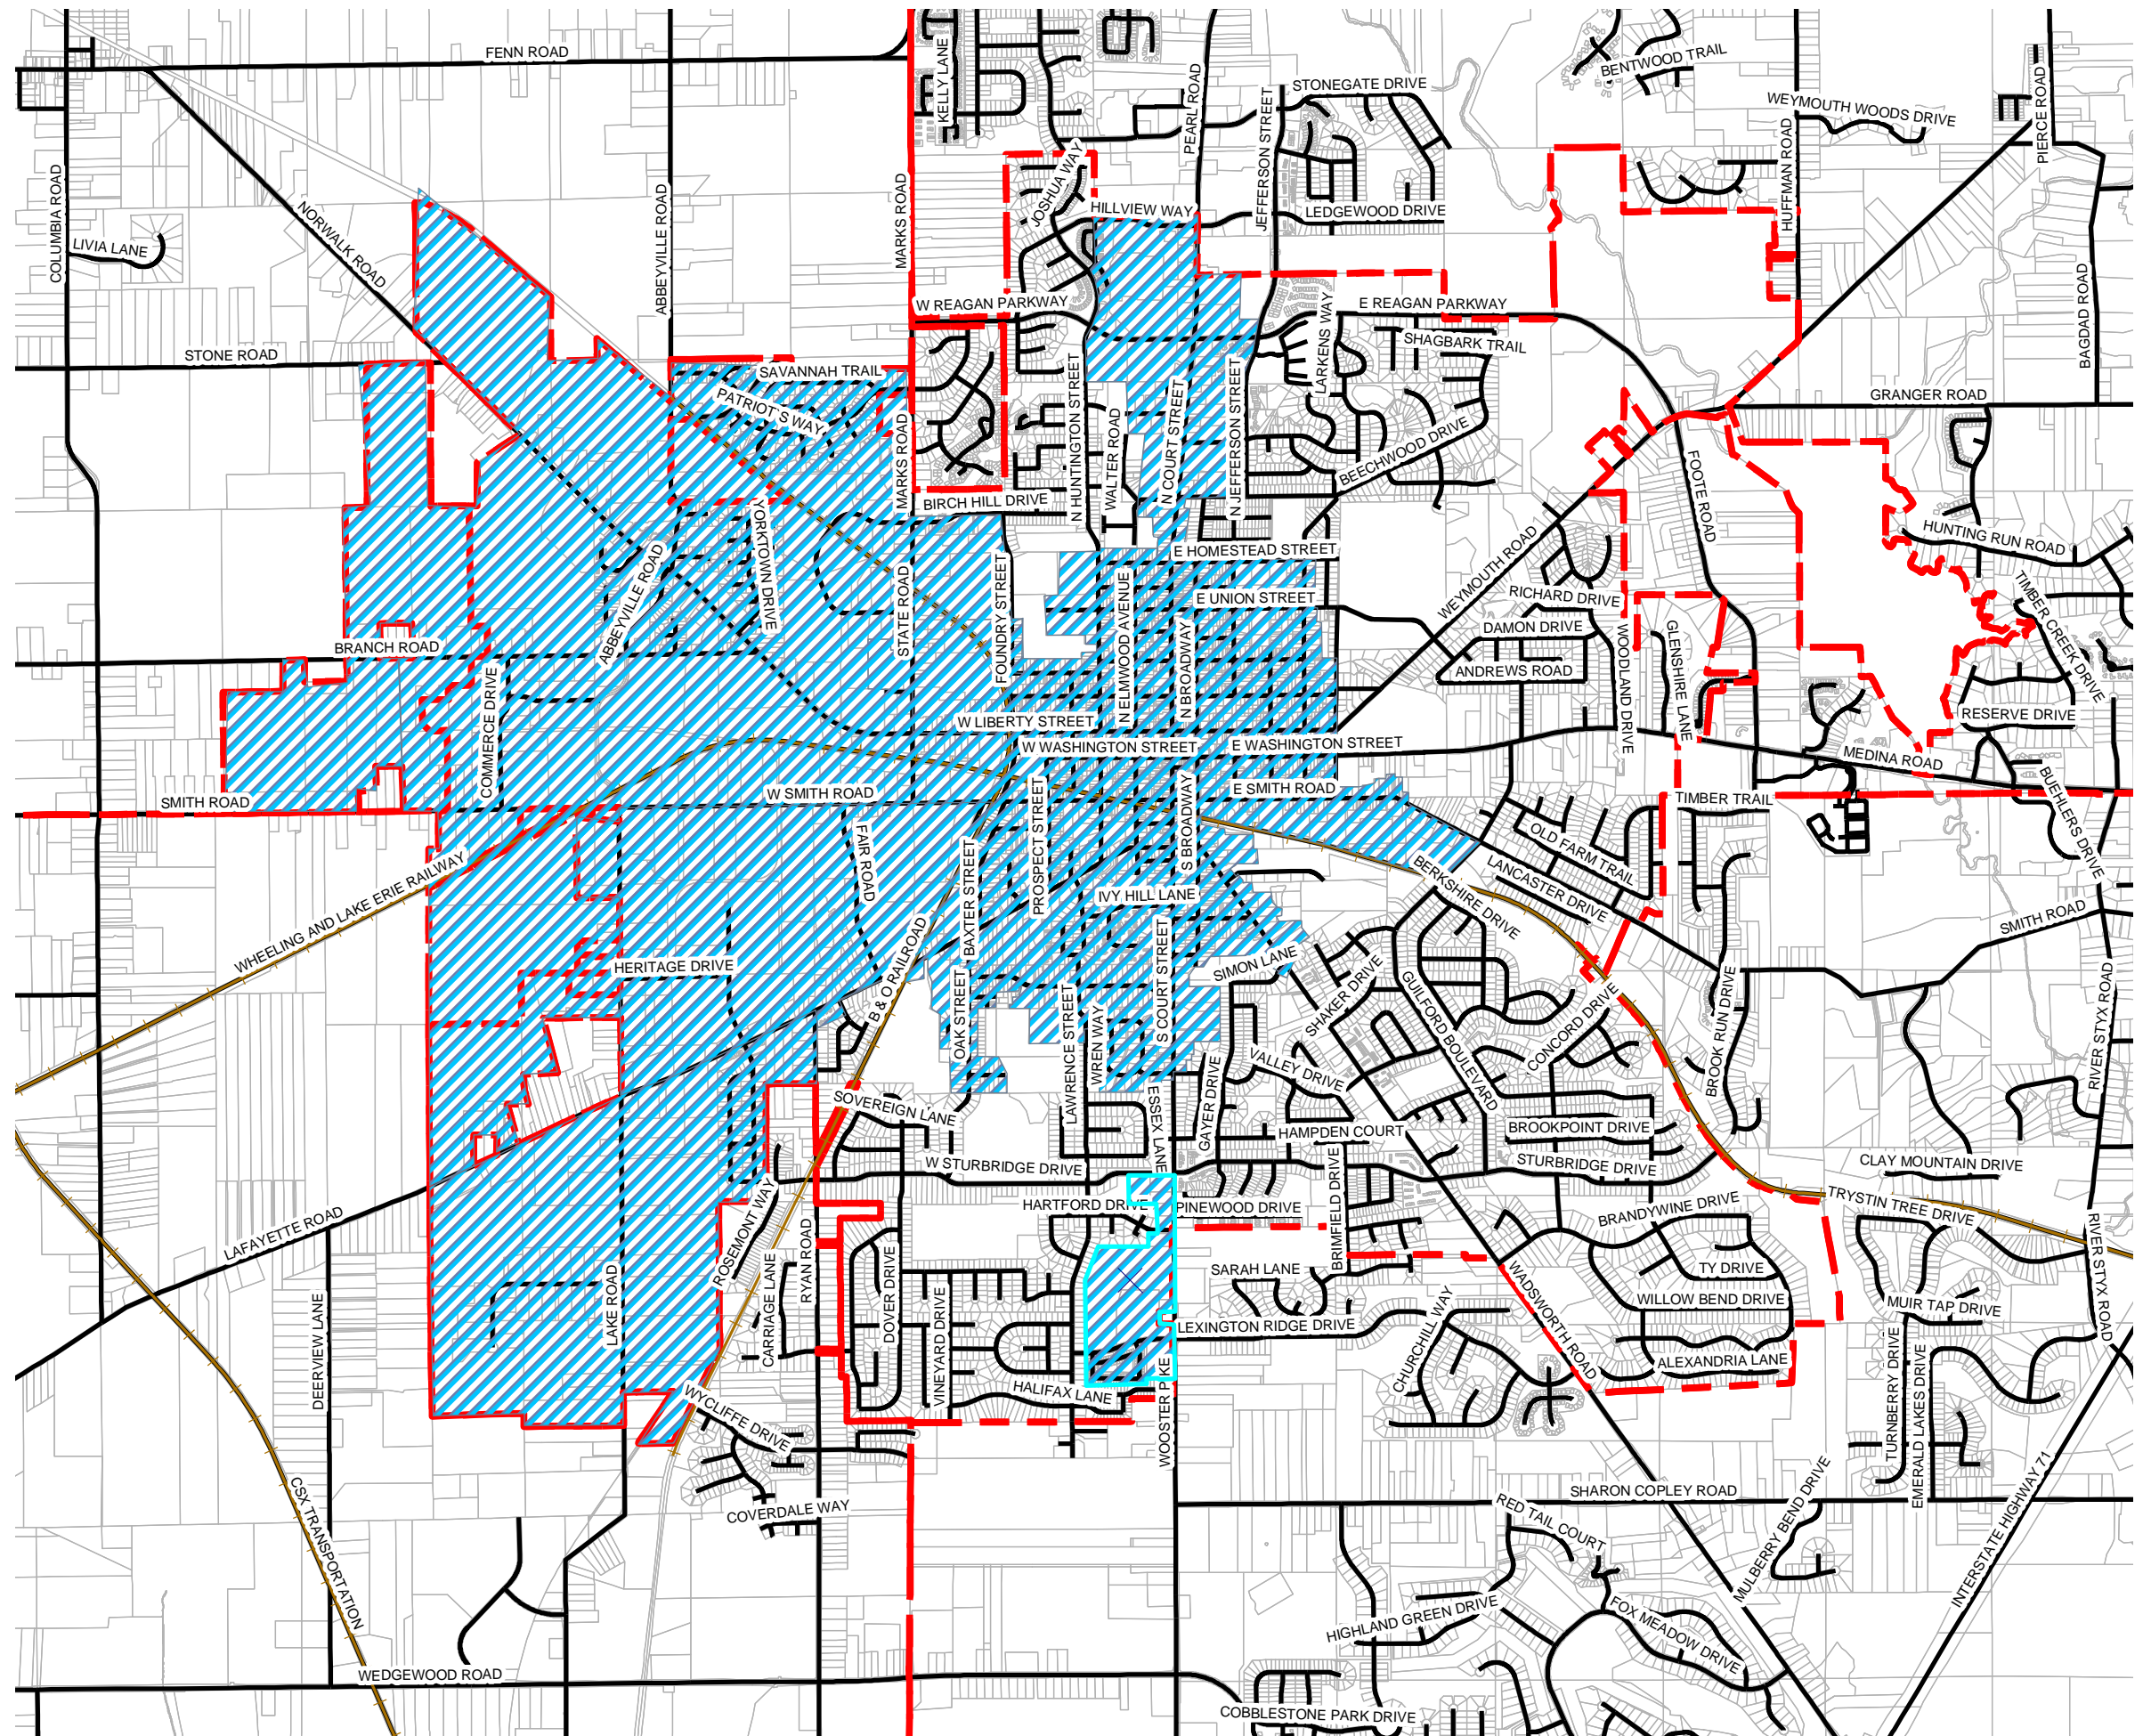 FENN ROAD
KELLY LANE
BENTWOOD TRAIL
STONEGATE DRIVE
PEARL ROAD
JEFFERSON STREET
WEYMOUTH WOODS DRIVE
HUFFMAN ROAD
PIERCE ROAD
COLUMBIA ROAD
LIVIA LANE
NORWALK ROAD
ABBEYVILLE ROAD
MARKS ROAD
JOSHUA WAY
HILLVIEW WAY
LEDGEWOOD DRIVE
BAGDAD ROAD
W REAGAN PARKWAY
E REAGAN PARKWAY
STONE ROAD
SAVANNAH TRAIL
PATRIOT'S WAY
LARKENS WAY
SHAGBARK TRAIL
GRANGER ROAD
MARKS ROAD
N HUNTINGTON STREET
WALTER ROAD
N COURT STREET
N JEFFERSON STREET
BEECHWOOD DRIVE
BIRCH HILL DRIVE
FOOTE ROAD
YORKTOWN DRIVE
ABBEYVILLE ROAD
STATE ROAD
FOUNDRY STREET
E HOMESTEAD STREET
WEYMOUTH ROAD
HUNTING RUN ROAD
E UNION STREET
RICHARD DRIVE
N ELMWOOD AVENUE
N BROADWAY
DAMON DRIVE
ANDREWS ROAD
WOODLAND DRIVE
GLENSHIRE LANE
TIMBER CREEK DRIVE
BRANCH ROAD
COMMERCE DRIVE
RESERVE DRIVE
W LIBERTY STREET
W WASHINGTON STREET
E WASHINGTON STREET
MEDINA ROAD
SMITH ROAD
W SMITH ROAD
E SMITH ROAD
TIMBER TRAIL
BUEHLERS DRIVE
PROSPECT STREET
S BROADWAY
FAIR ROAD
BAXTER STREET
OLD FARM TRAIL
LANCASTER DRIVE
BERKSHIRE DRIVE
WHEELING AND LAKE ERIE RAILWAY
IVY HILL LANE
SMITH ROAD
HERITAGE DRIVE
B & O RAILROAD
OAK STREET
S COURT STREET
SIMON LANE
SHAKER DRIVE
GUILFORD BOULEVARD
CONCORD DRIVE
BROOK RUN DRIVE
RIVER STYX ROAD
LAWRENCE STREET
WREN WAY
VALLEY DRIVE
GAYER DRIVE
ESSEX LANE
SOVEREIGN LANE
HAMPDEN COURT
BROOKPOINT DRIVE
W STURBRIDGE DRIVE
STURBRIDGE DRIVE
CLAY MOUNTAIN DRIVE
HARTFORD DRIVE
PINEWOOD DRIVE
BRIMFIELD DRIVE
BRANDYWINE DRIVE
TRYSTIN TREE DRIVE
LAFAYETTE ROAD
ROSEMONT WAY
RYAN ROAD
CARRIAGE LANE
DOVER DRIVE
VINEYARD DRIVE
SARAH LANE
TY DRIVE
WILLOW BEND DRIVE
MUIR TAP DRIVE
RIVER STYX ROAD
DEERVIEW LANE
LAKE ROAD
LEXINGTON RIDGE DRIVE
CHURCHILL WAY
WADSWORTH ROAD
ALEXANDRIA LANE
TURNBERRY DRIVE
EMERALD LAKES DRIVE
WYCLIFFE DRIVE
HALIFAX LANE
WOOSTER PIKE
CSX TRANSPORTATION
COVERDALE WAY
SHARON COPLEY ROAD
RED TAIL COURT
MULBERRY BEND DRIVE
INTERSTATE HIGHWAY 71
HIGHLAND GREEN DRIVE
FOX MEADOW DRIVE
WEDGEWOOD ROAD
COBBLESTONE PARK DRIVE